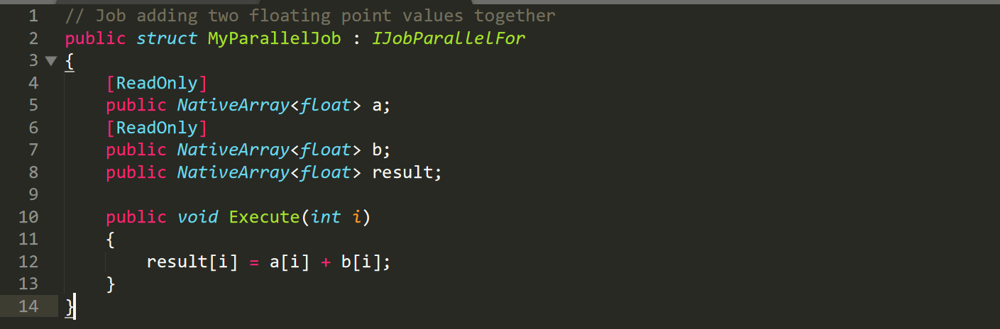 1 // Job adding two floating point values together
2 public struct MyParallelJob : IJobParallelFor
3 {
4 [ReadOnly]
5 public NativeArray<float> a;
6 [ReadOnly]
7 public NativeArray<float> b;
8 public NativeArray<float> result;
9
10 public void Execute(int i)
11 {
12 result[i] = a[i] + b[i];
13 }
14 }